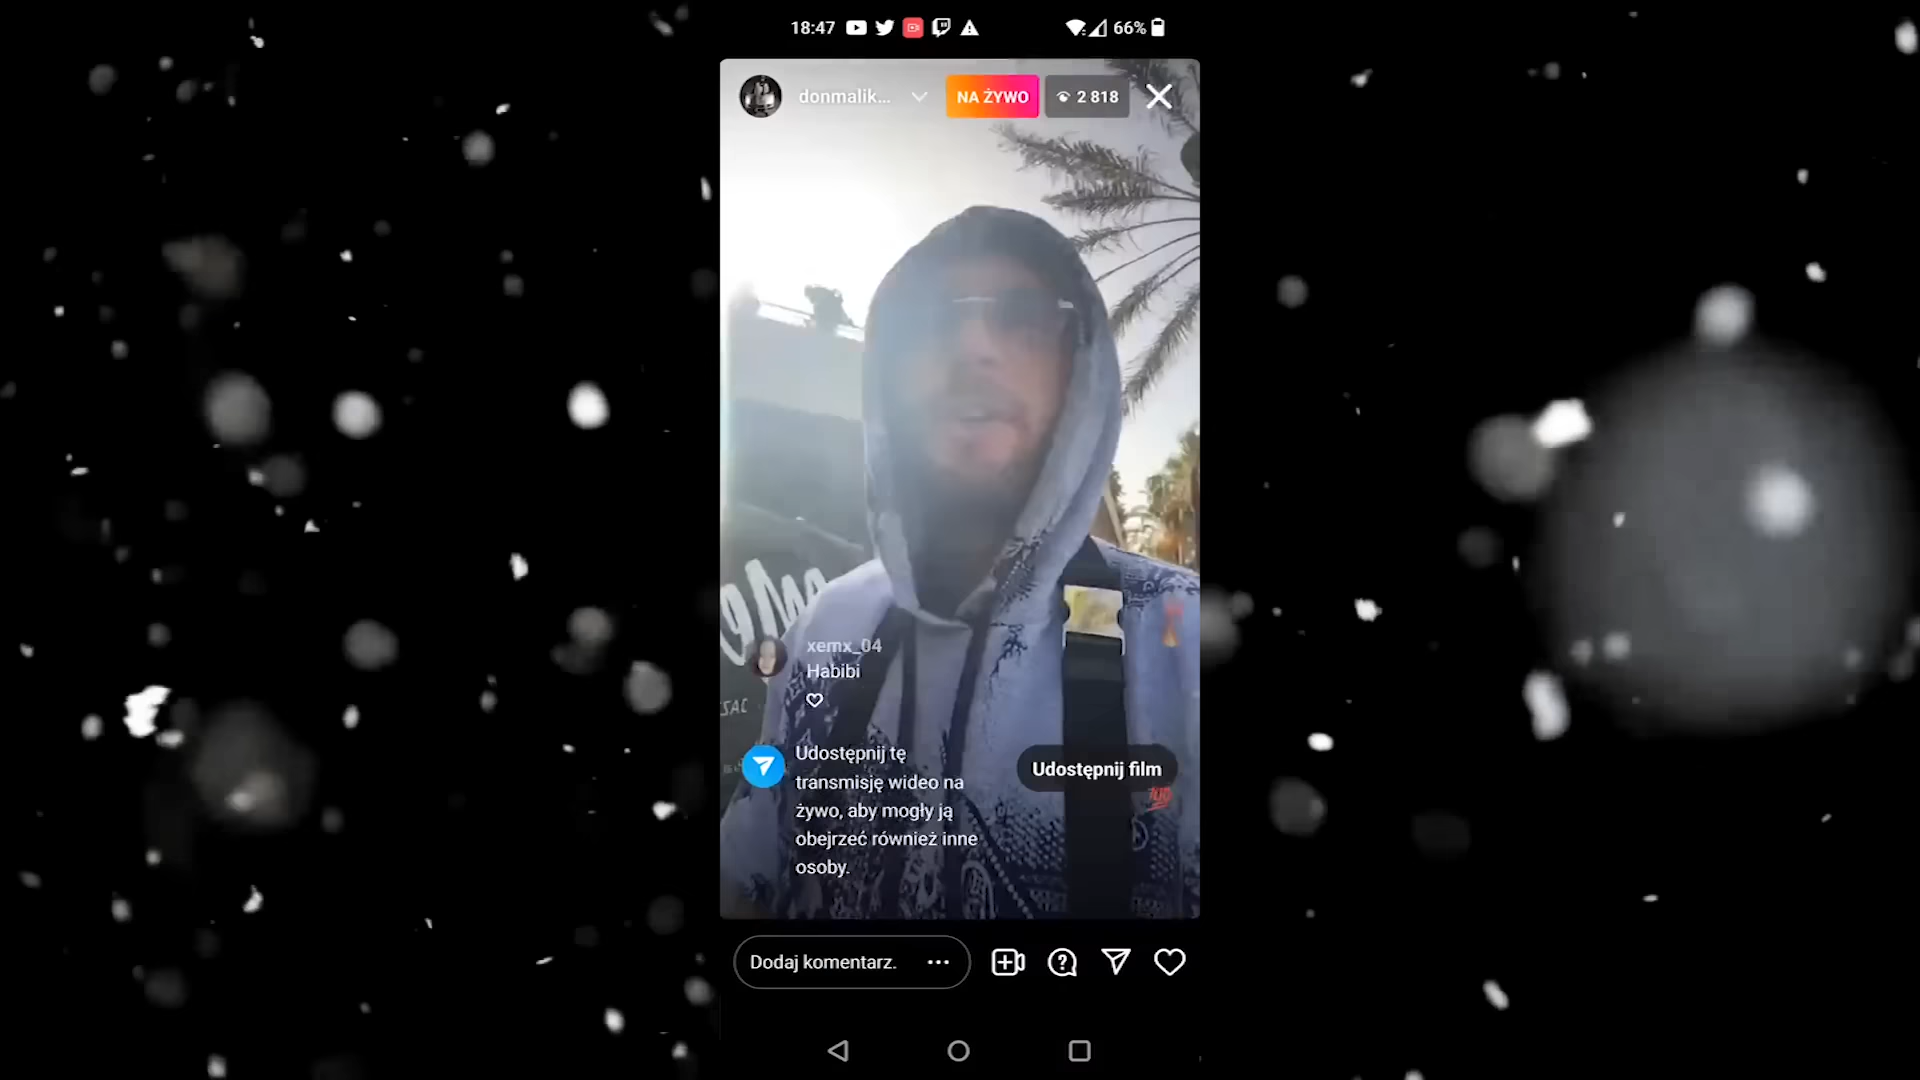 18:47
66%
donmalik...
NA ŻYWO
2 818
xemx_04
Habibi
SAC
Udostępnij tę
transmisję wideo na
żywo, aby mogły ją
obejrzeć również inne
osoby.
Udostępnij film
💯
Dodaj komentarz.